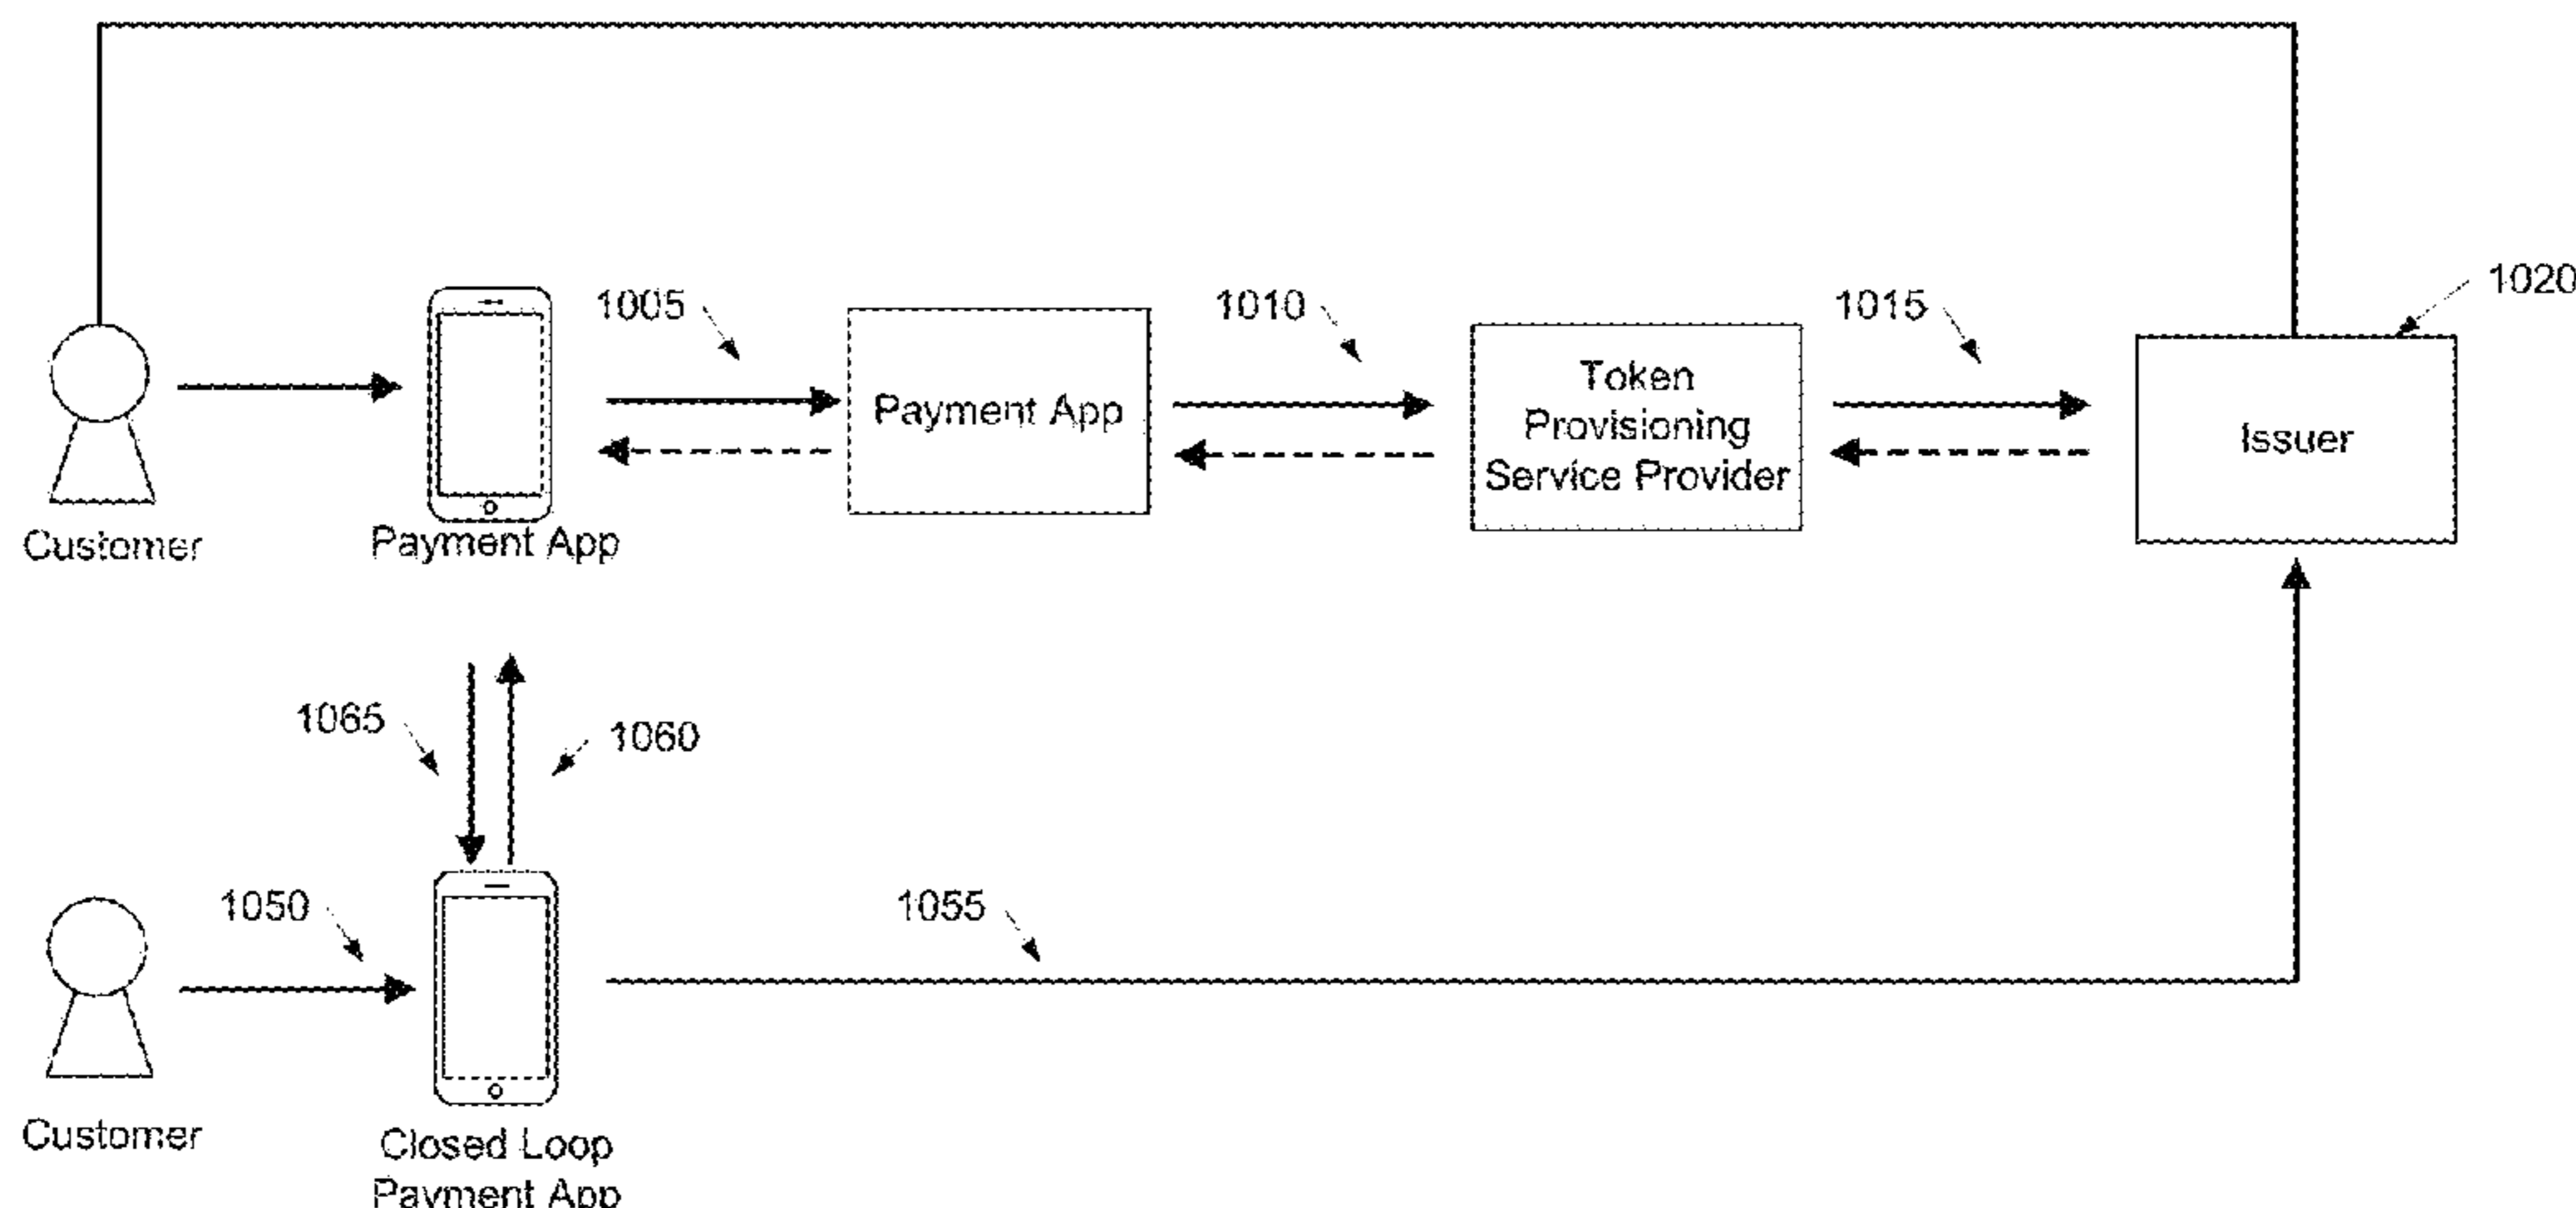 1020
1005
1010
1015
Payment App
Token
Provisioning
Service Provider
Issuer
Customer
Payment App
1065
1060
1050
1055
Customer
Closed Loop
Payment App